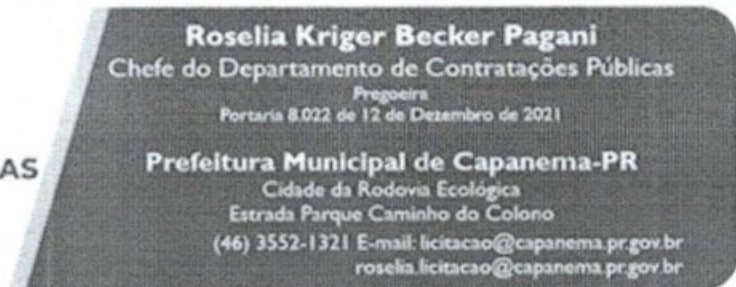 Roselia Kriger Becker Pagani
Chefe do Departamento de Contratações Públicas
Pregoeira
Portaria 8.022 de 12 de Dezembro de 2021
AS
Prefeitura Municipal de Capanema-PR
Cidade da Rodovia Ecológica
Estrada Parque Caminho do Colono
(46) 3552-1321 E-mail: licitacao@capanema.pr.gov.br
roselia.licitacao@capanema.pr.gov.br